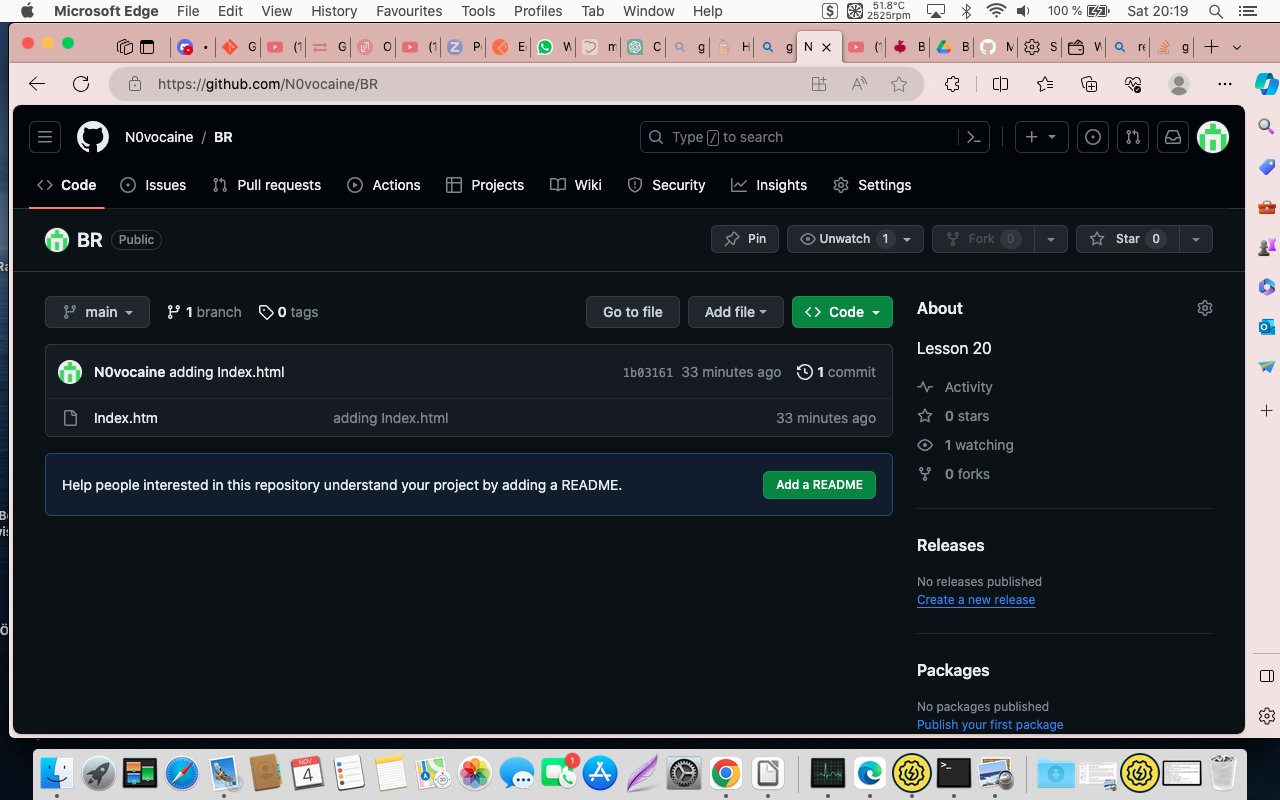 Microsoft Edge File Edit View History Favourites Tools Profiles Tab Window Help 51.8°C 2525rpm 100 % Sat 20:19
https://github.com/N0vocaine/BR
N0vocaine / BR Type / to search
Code Issues Pull requests Actions Projects Wiki Security Insights Settings
BR Public Pin Unwatch 1 Fork 0 Star 0
main 1 branch 0 tags Go to file Add file Code
N0vocaine adding Index.html 1b03161 33 minutes ago 1 commit
Index.htm adding Index.html 33 minutes ago
Help people interested in this repository understand your project by adding a README. Add a README
About
Lesson 20
Activity
0 stars
1 watching
0 forks
Releases
No releases published
Create a new release
Packages
No packages published
Publish your first package
NOV
4
1